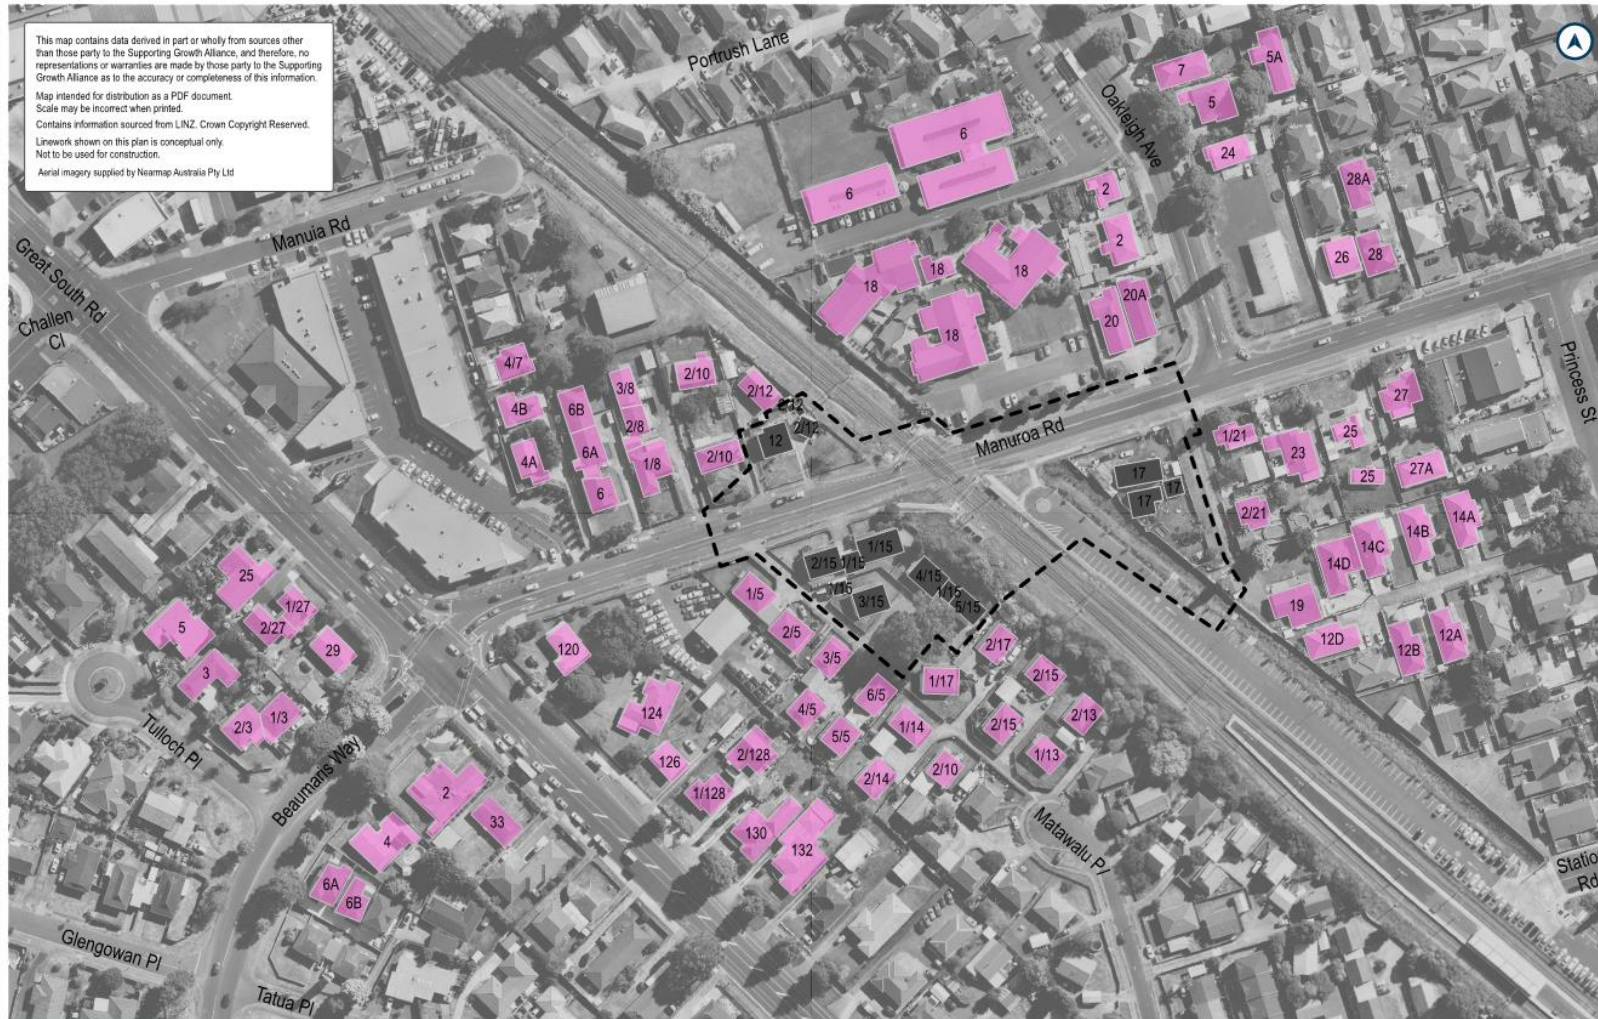 This map contains data derived in part or wholly from sources other
than those party to the Supporting Growth Alliance, and therefore, no
representations or warranties are made by those party to the Supporting
Growth Alliance as to the accuracy or completeness of this information.
Map intended for distribution as a PDF document.
Scale may be incorrect when printed.
Contains information sourced from LINZ. Crown Copyright Reserved.
Linework shown on this plan is conceptual only.
Not to be used for construction.
Aerial imagery supplied by Nearmap Australia Pty Ltd
Portrush Lane
Oakleigh Ave
7
5A
5
24
6
6
28A
2
2
26
28
18
18
18
18
20
20A
Manuia Rd
Great South Rd
Challen
Cl
Princess St
4/7
4B
4A
6B
6A
6
3/8
2/8
1/8
2/10
2/10
2/12
12
2/12
Manuroa Rd
17
17
17
1/21
2/21
23
25
25
27
27A
14A
14B
14C
14D
19
12D
12B
12A
2/15
1/15
1/15
1/15
3/15
4/15
1/15
5/15
25
1/27
2/27
29
5
3
2/3
1/3
Tulloch Pl
Beaumaris Way
120
124
126
1/128
2/128
130
132
1/5
2/5
3/5
4/5
5/5
6/5
1/14
2/14
2/10
1/17
2/17
2/15
2/15
2/13
1/13
Matawalu Pl
2
33
4
6A
6B
Glengowan Pl
Tatua Pl
Statio
Rd